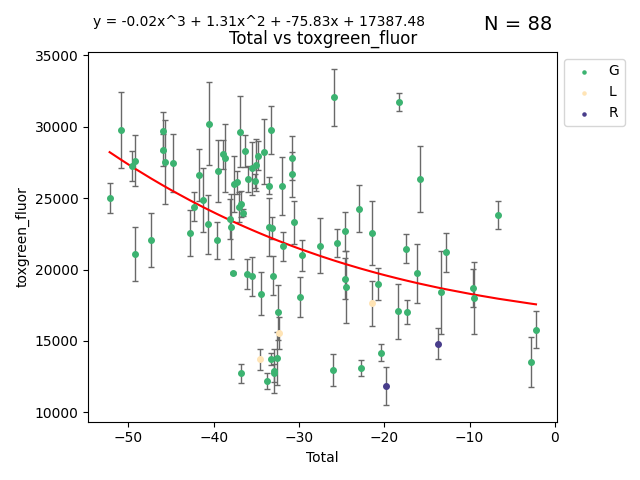 y = -0.02x^3 + 1.31x^2 + -75.83x + 17387.48
N = 88
Total vs toxgreen_fluor
35000
30000
25000
20000
15000
10000
toxgreen_fluor
−50
−40
−30
−20
−10
0
Total
G
L
R